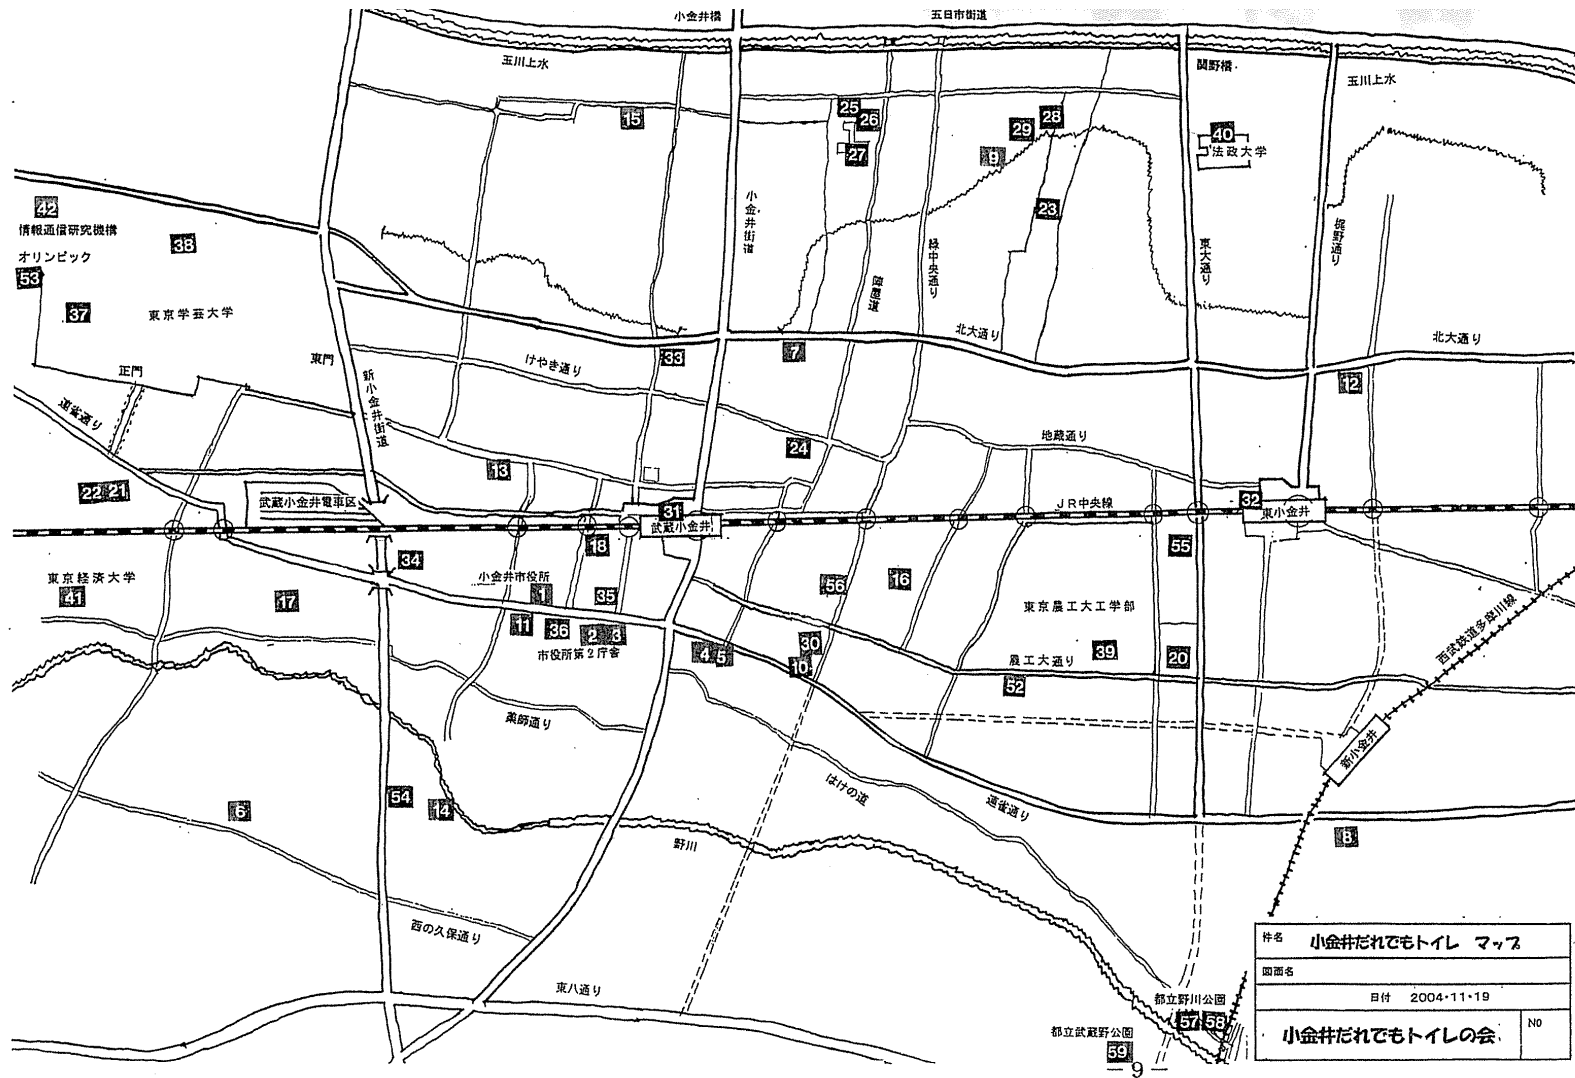 小金井橋
五日市街道
玉川上水
関野橋
玉川上水
15
25
26
27
28
29
9
40
法政大学
42
情報通信研究機構
オリンピック
53
38
37
東京学芸大学
小金井街道
緑中央通り
陣屋道
23
東大通り
梶野通り
北大通り
北大通り
東門
正門
けやき通り
33
7
12
新小金井街道
連雀通り
24
地蔵通り
13
22
21
武蔵小金井電車区
31
武蔵小金井
JR中央線
32
東小金井
18
55
34
東京経済大学
41
17
小金井市役所
1
35
56
16
東京農工大工学部
11
36
2
3
市役所第2庁舎
4
5
30
10
39
20
農工大通り
52
西武鉄道多摩川線
薬師通り
新小金井
はけの道
連雀通り
54
14
6
野川
8
西の久保通り
東八通り
都立野川公園
57
58
都立武蔵野公園
59
件名 小金井だれでもトイレ マップ
図面名
日付 2004・11・19
小金井だれでもトイレの会
NO
－9－